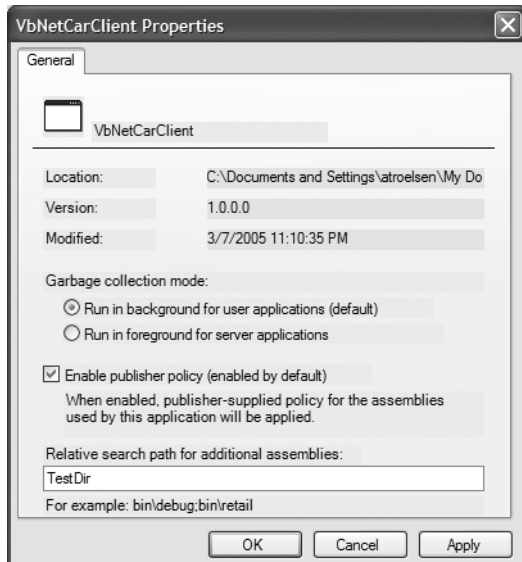 VbNetCarClient Properties
General
VbNetCarClient
Location: C:\Documents and Settings\atroelsen\My Do
Version: 1.0.0.0
Modified: 3/7/2005 11:10:35 PM
Garbage collection mode:
Run in background for user applications (default)
Run in foreground for server applications
Enable publisher policy (enabled by default)
When enabled, publisher-supplied policy for the assemblies
used by this application will be applied.
Relative search path for additional assemblies:
TestDir
For example: bin\debug;bin\retail
OK Cancel Apply